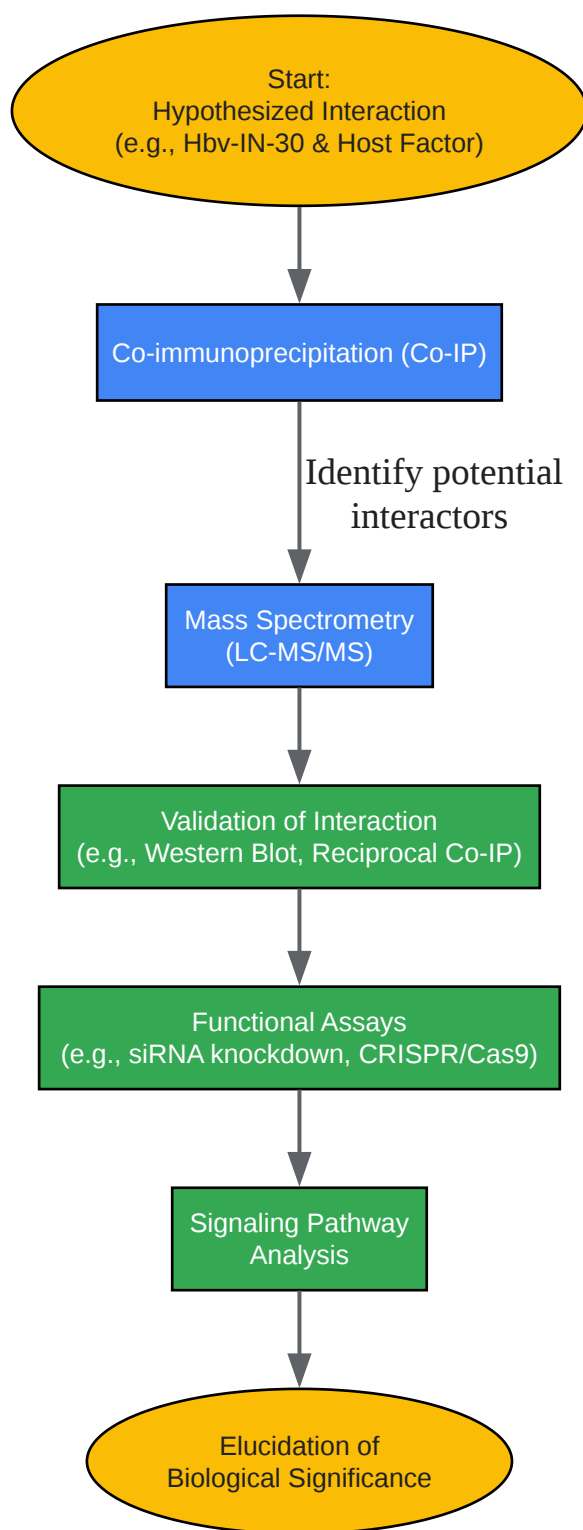 Start:
Hypothesized Interaction
(e.g., Hbv-IN-30 & Host Factor)
Co-immunoprecipitation (Co-IP)
Identify potential
interactors
Mass Spectrometry
(LC-MS/MS)
Validation of Interaction
(e.g., Western Blot, Reciprocal Co-IP)
Functional Assays
(e.g., siRNA knockdown, CRISPR/Cas9)
Signaling Pathway
Analysis
Elucidation of
Biological Significance